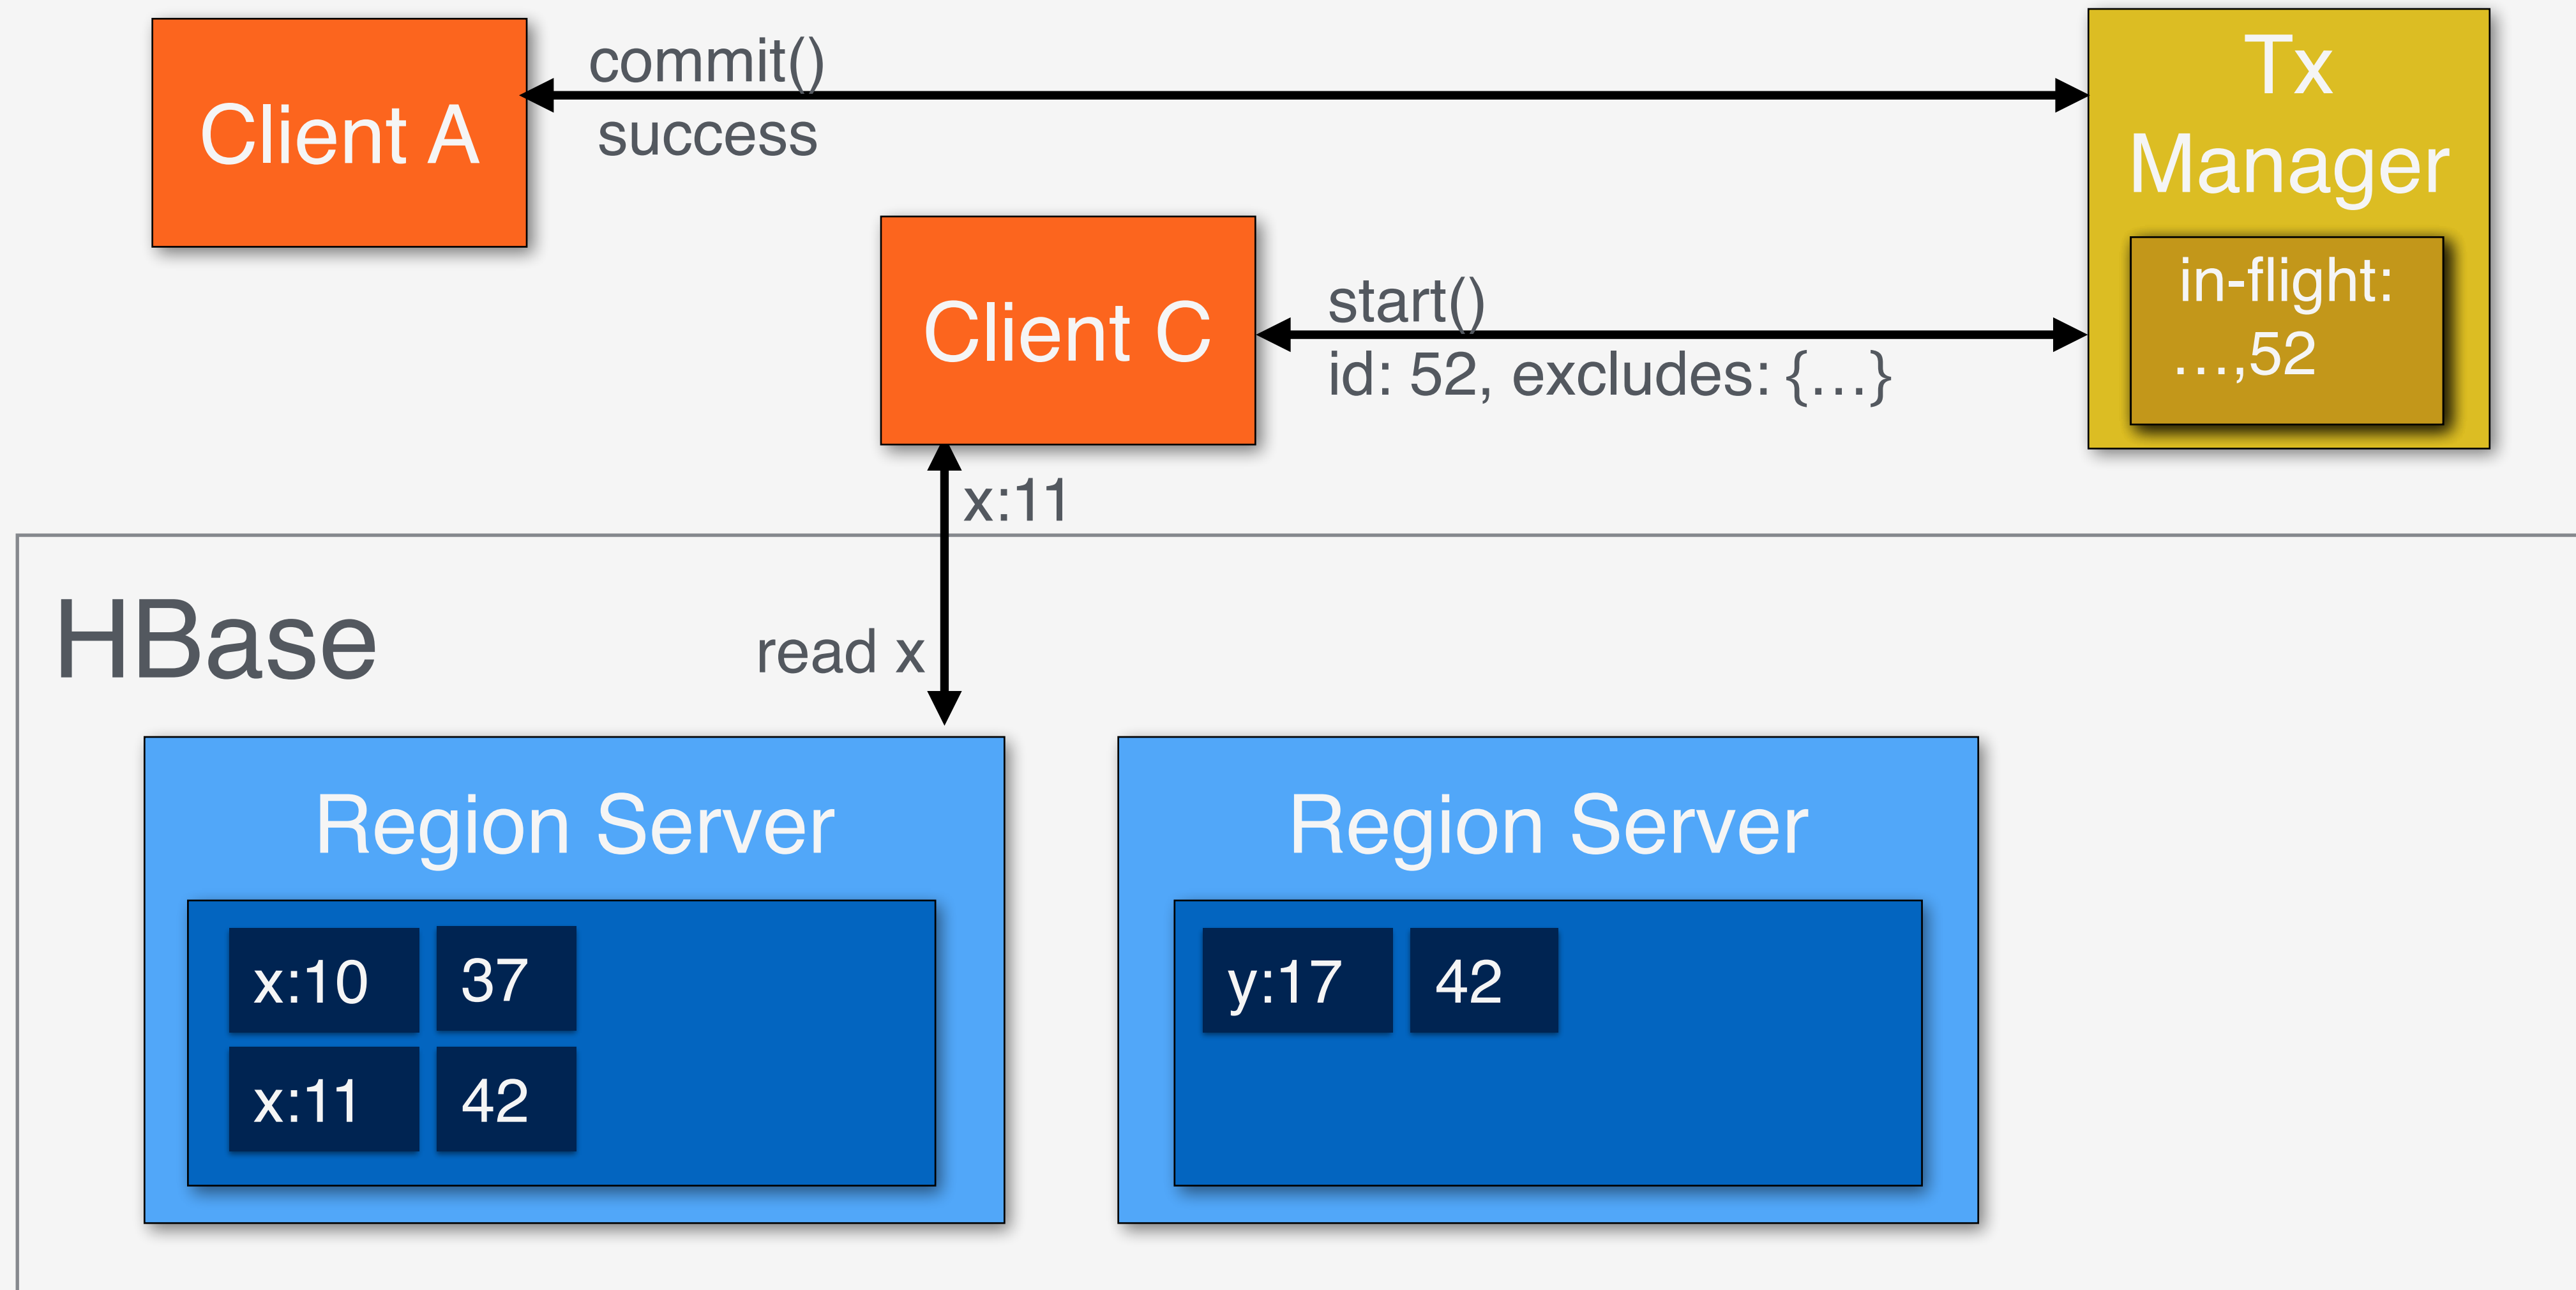 commit()
Client A
success
Tx
Manager
in-flight:
…,52
Client C
start()
id: 52, excludes: {…}
x:11
HBase
read x
Region Server
x:10 37
x:11 42
Region Server
y:17 42